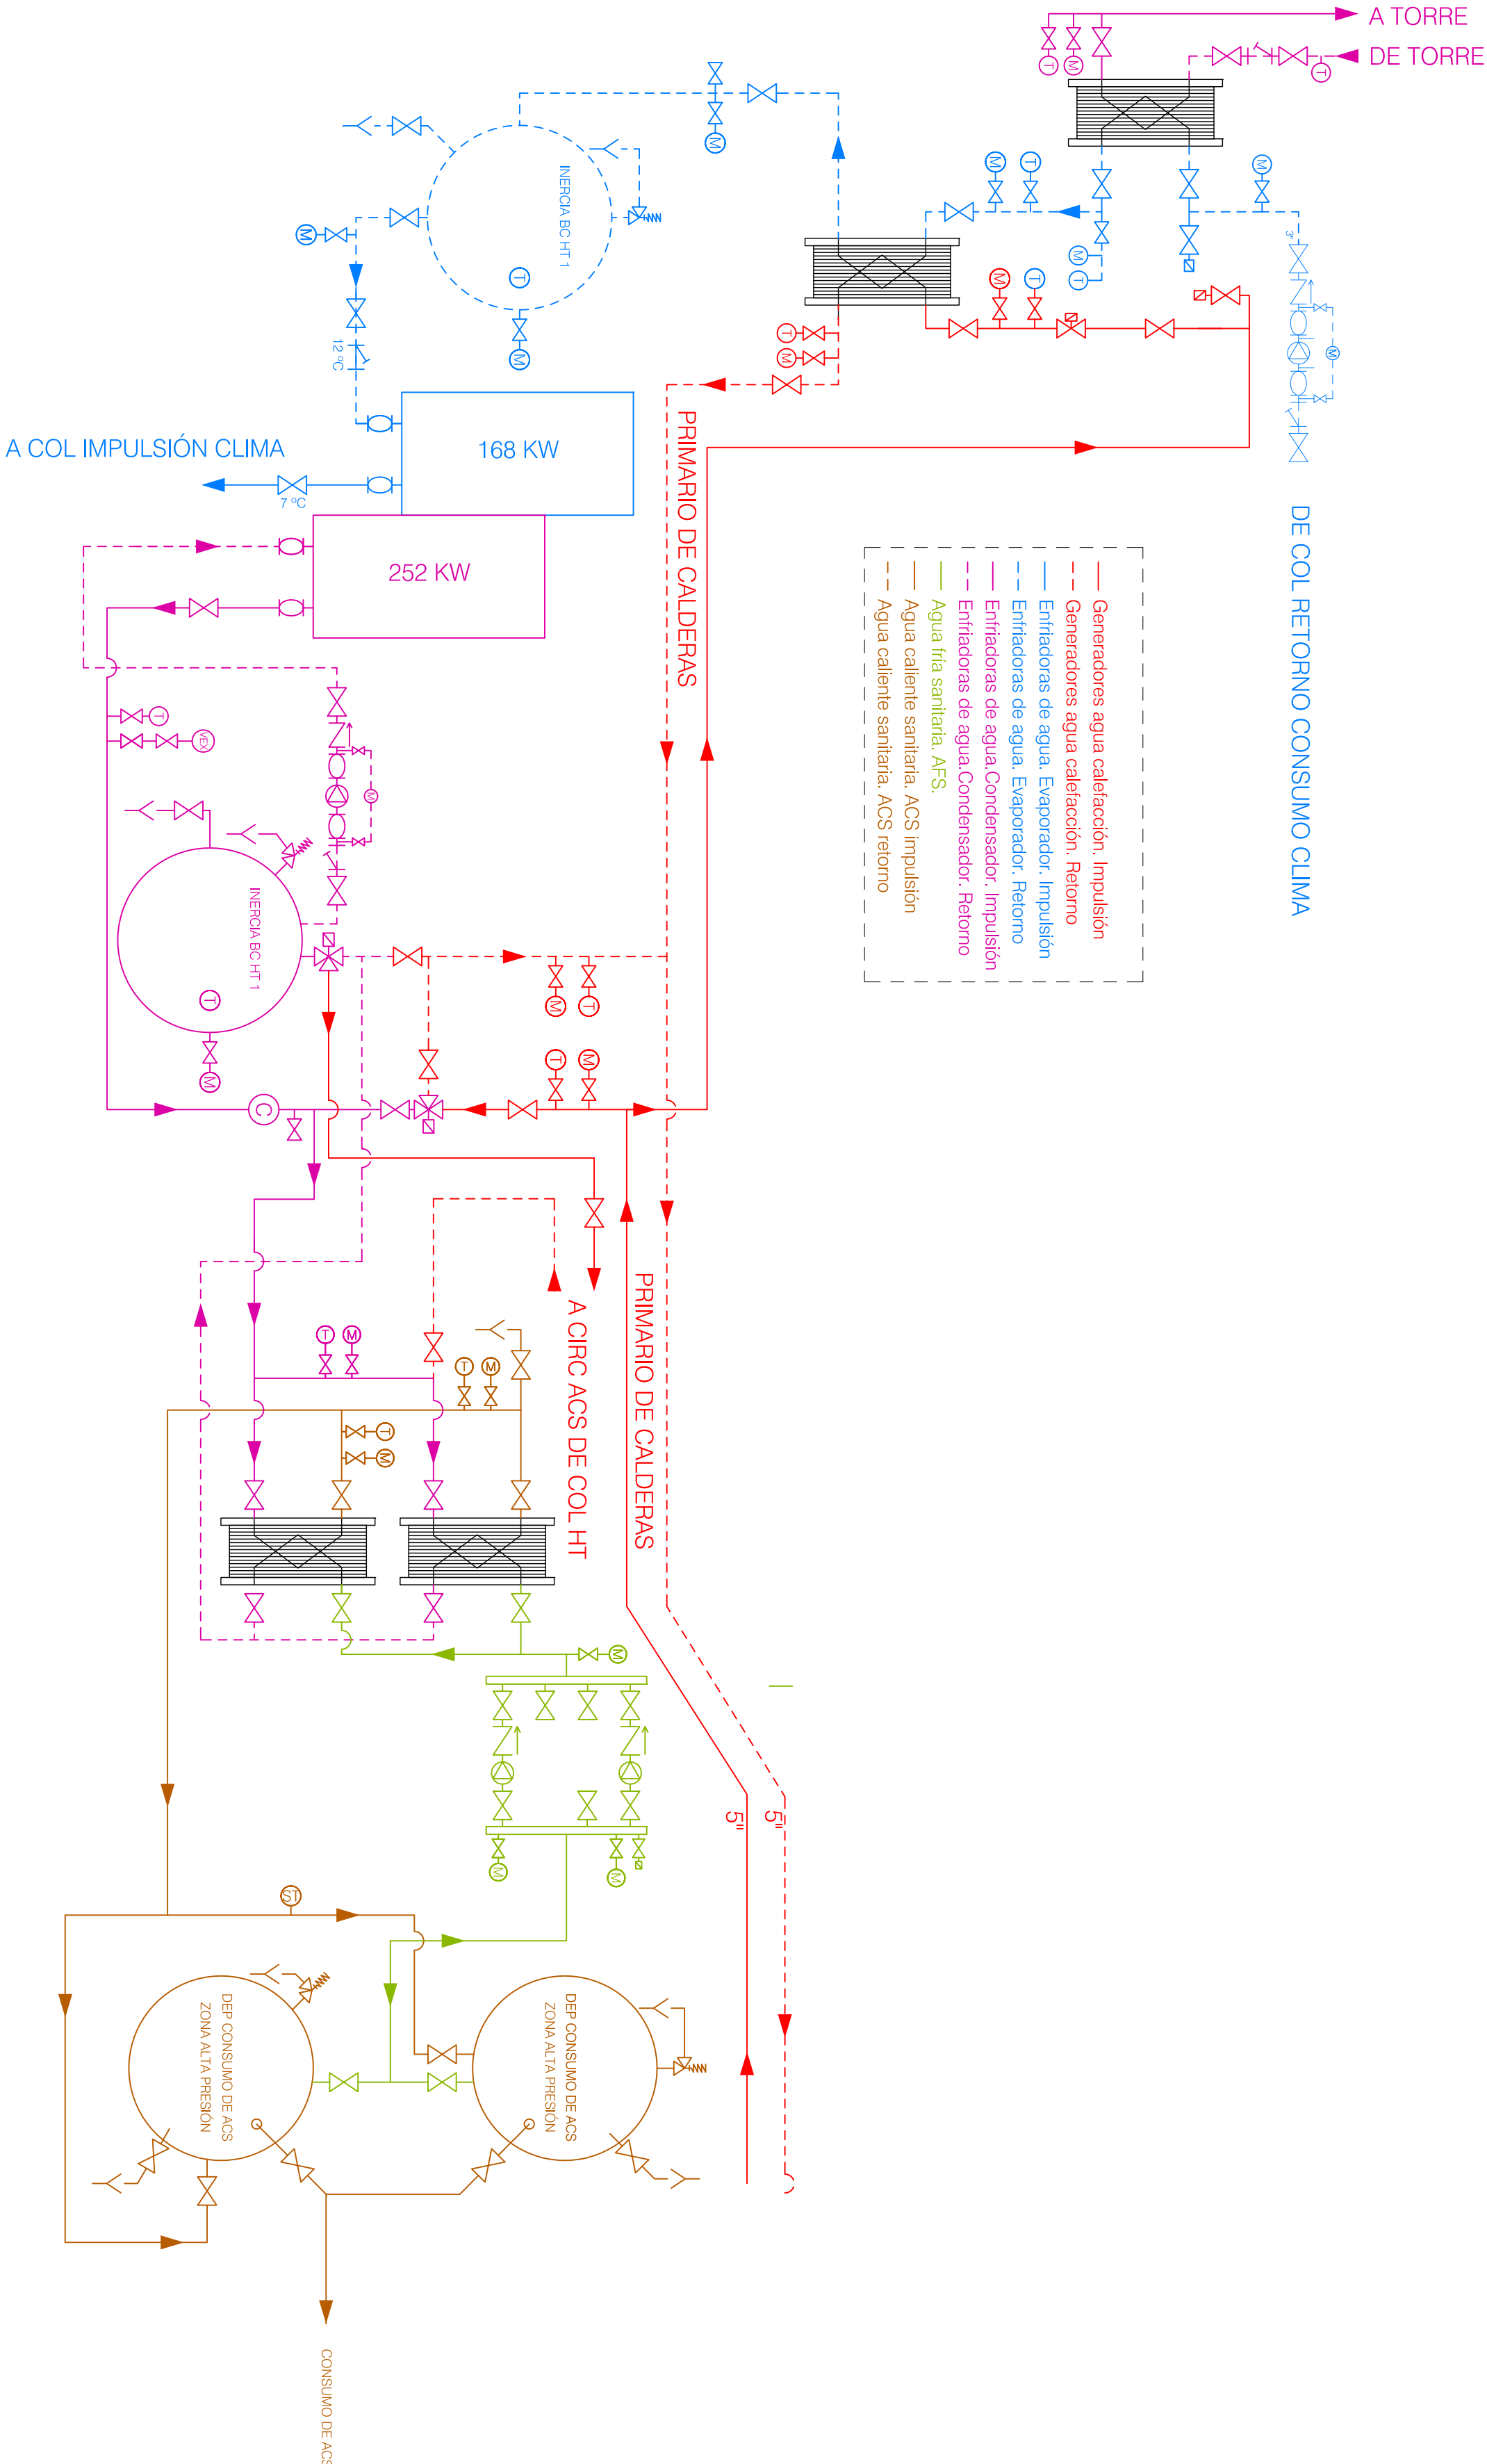 A TORRE
DE TORRE
T
M
T
M
M
T
M
INERCIA BC HT 1
3"
M
T
M
M
T
M
T
T
M
M
12 ºC
T
M
168 KW
A COL IMPULSIÓN CLIMA
7 ºC
252 KW
PRIMARIO DE CALDERAS
DE COL RETORNO CONSUMO CLIMA
Generadores agua calefacción. Impulsión
Generadores agua calefacción. Retorno
Enfriadoras de agua. Evaporador. Impulsión
Enfriadoras de agua. Evaporador. Retorno
Enfriadoras de agua.Condensador. Impulsión
Enfriadoras de agua.Condensador. Retorno
Agua fría sanitaria. AFS.
Agua caliente sanitaria. ACS impulsión
Agua caliente sanitaria. ACS retorno
T
VEX
M
INERCIA BC HT 1
T
M
M
T
T
M
C
PRIMARIO DE CALDERAS
A CIRC ACS DE COL HT
T
M
T
M
T
M
M
5"
5"
M
M
ST
DEP CONSUMO DE ACS
ZONA ALTA PRESIÓN
DEP CONSUMO DE ACS
ZONA ALTA PRESIÓN
CONSUMO DE ACS